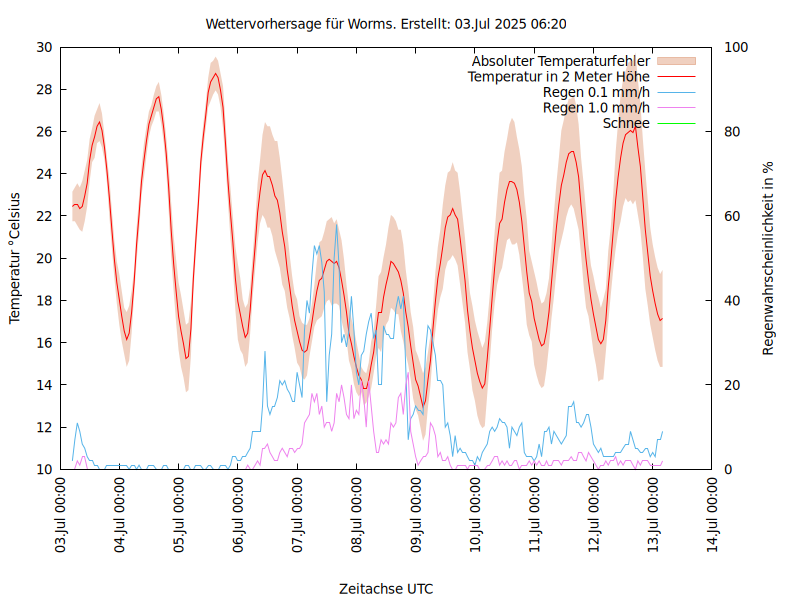 Wettervorhersage für Worms. Erstellt: 03.Jul 2025 06:20
Absoluter Temperaturfehler
Temperatur in 2 Meter Höhe
Regen 0.1 mm/h
Regen 1.0 mm/h
Schnee
Temperatur °Celsius
30
28
26
24
22
20
18
16
14
12
10
100
80
60
40
20
0
Regenwahrscheinlichkeit in %
03.Jul 00:00
04.Jul 00:00
05.Jul 00:00
06.Jul 00:00
07.Jul 00:00
08.Jul 00:00
09.Jul 00:00
10.Jul 00:00
11.Jul 00:00
12.Jul 00:00
13.Jul 00:00
14.Jul 00:00
Zeitachse UTC